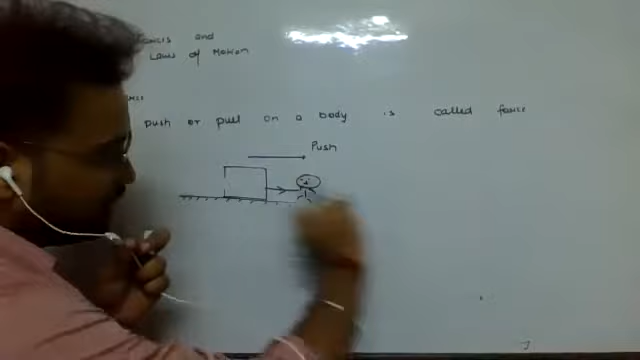 and
Laws of Motion
push or pull on a body is called force
Push